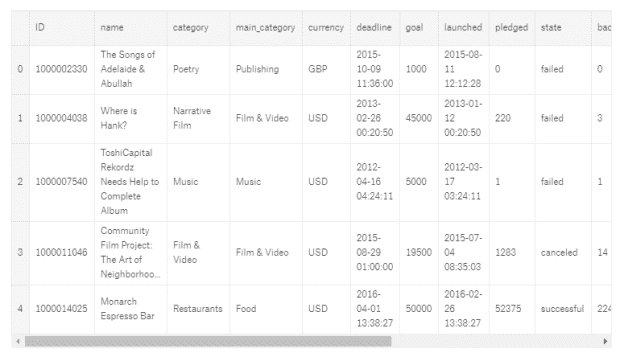 ID name category main_category currency deadline goal launched pledged state bac
0 1000002330 The Songs of Adelaide & Abullah Poetry Publishing GBP 2015-10-09 11:36:00 1000 2015-08-11 12:12:28 0 failed 0
1 1000004038 Where is Hank? Narrative Film Film & Video USD 2013-02-26 00:20:50 45000 2013-01-12 00:20:50 220 failed 3
2 1000007540 ToshiCapital Rekordz Needs Help to Complete Album Music Music USD 2012-04-16 04:24:11 5000 2012-03-17 03:24:11 1 failed 1
3 1000011046 Community Film Project: The Art of Neighborhoo... Film & Video Film & Video USD 2015-08-29 01:00:00 19500 2015-07-04 08:35:03 1283 canceled 14
4 1000014025 Monarch Espresso Bar Restaurants Food USD 2016-04-01 13:38:27 50000 2016-02-26 13:38:27 52375 successful 224